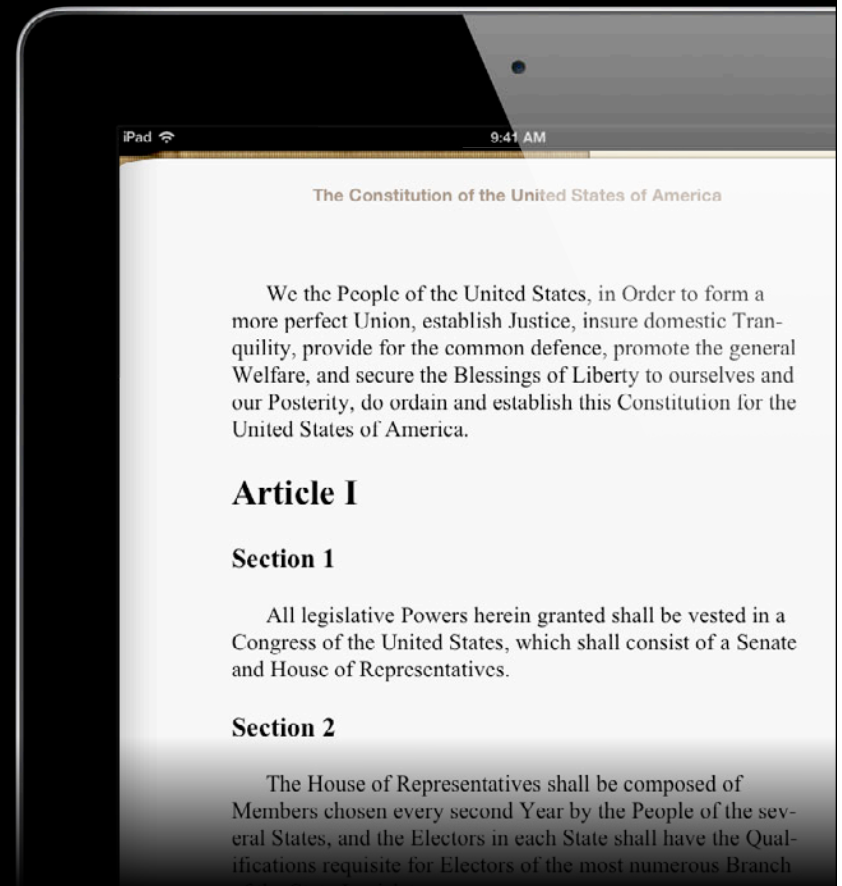 iPad
9:41 AM
The Constitution of the United States of America
We the People of the United States, in Order to form a
more perfect Union, establish Justice, insure domestic Tran-
quility, provide for the common defence, promote the general
Welfare, and secure the Blessings of Liberty to ourselves and
our Posterity, do ordain and establish this Constitution for the
United States of America.
Article I
Section 1
All legislative Powers herein granted shall be vested in a
Congress of the United States, which shall consist of a Senate
and House of Representatives.
Section 2
The House of Representatives shall be composed of
Members chosen every second Year by the People of the sev-
eral States, and the Electors in each State shall have the Qual-
ifications requisite for Electors of the most numerous Branch